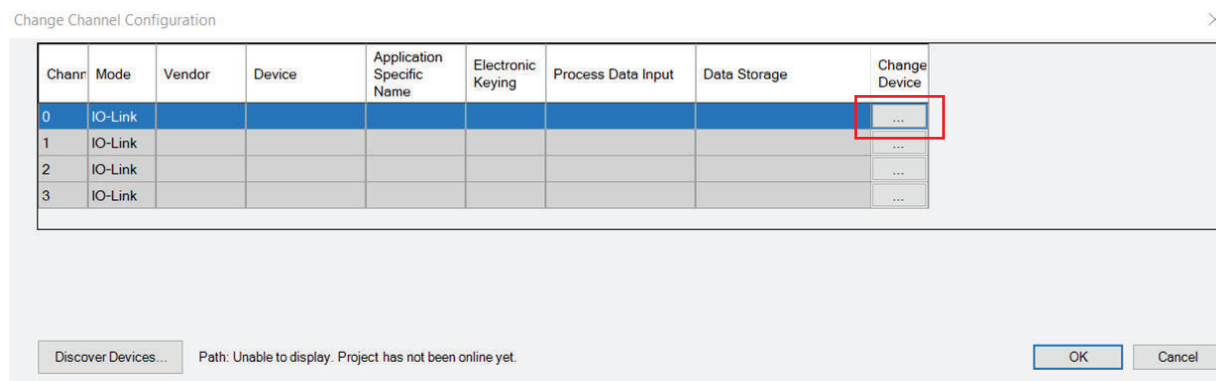 Change Channel Configuration
Chann Mode Vendor Device Application Specific Name Electronic Keying Process Data Input Data Storage Change Device
0 IO-Link ...
1 IO-Link ...
2 IO-Link ...
3 IO-Link ...
Discover Devices... Path: Unable to display. Project has not been online yet. OK Cancel